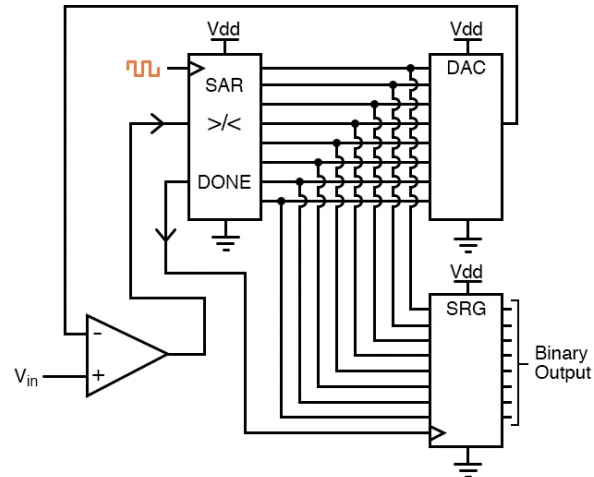 Vdd
Vdd
SAR
DAC
>/<
DONE
Vdd
SRG
-
Vin
+
Binary
Output